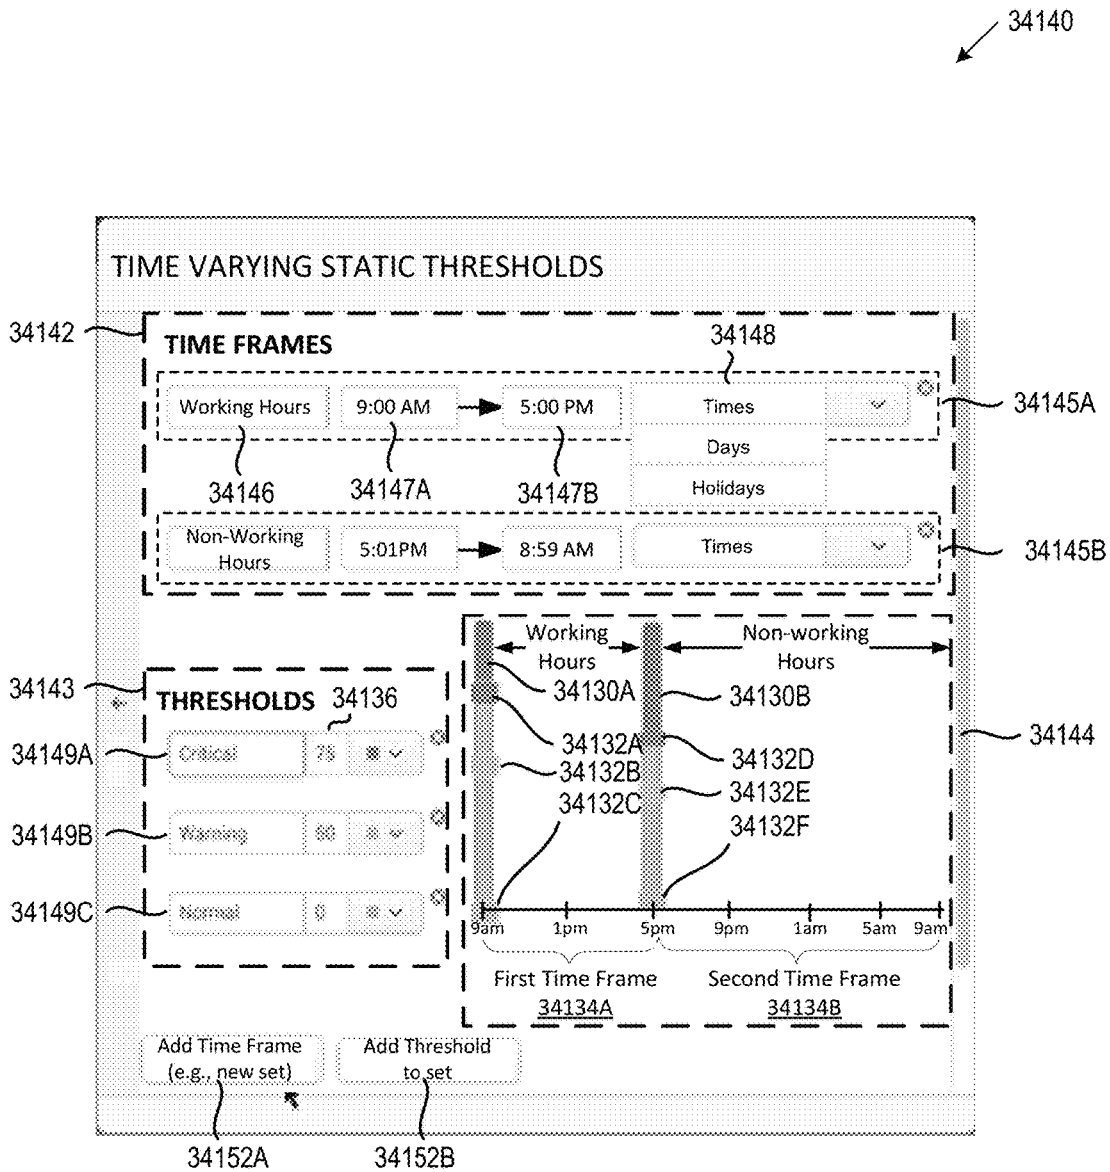 34140
TIME VARYING STATIC THRESHOLDS
34142
TIME FRAMES
34148
Working Hours
9:00 AM
5:00 PM
Times
34145A
Days
Holidays
34146
34147A
34147B
Non-Working
Hours
5:01PM
8:59 AM
Times
34145B
34143
THRESHOLDS
34136
34149A
Critical
75
34149B
Warning
50
34149C
Normal
0
Working
Hours
Non-working
Hours
34130A
34130B
34144
34132A
34132D
34132B
34132E
34132C
34132F
9am
1pm
5pm
9pm
1am
5am
9am
First Time Frame
34134A
Second Time Frame
34134B
Add Time Frame
(e.g., new set)
Add Threshold
to set
34152A
34152B